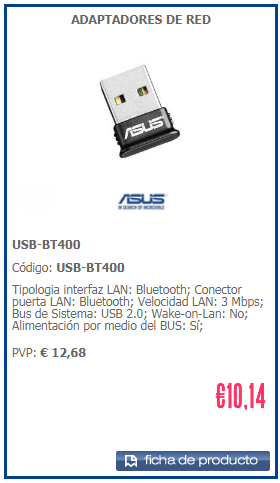 ADAPTADORES DE RED
ASUS
ASUS
IN SEARCH OF INCREDIBLE
USB-BT400
Código: USB-BT400
Tipologia interfaz LAN: Bluetooth; Conector
puerta LAN: Bluetooth; Velocidad LAN: 3 Mbps;
Bus de Sistema: USB 2.0; Wake-on-Lan: No;
Alimentación por medio del BUS: Sí;
PVP: € 12,68
€10,14
ficha de producto